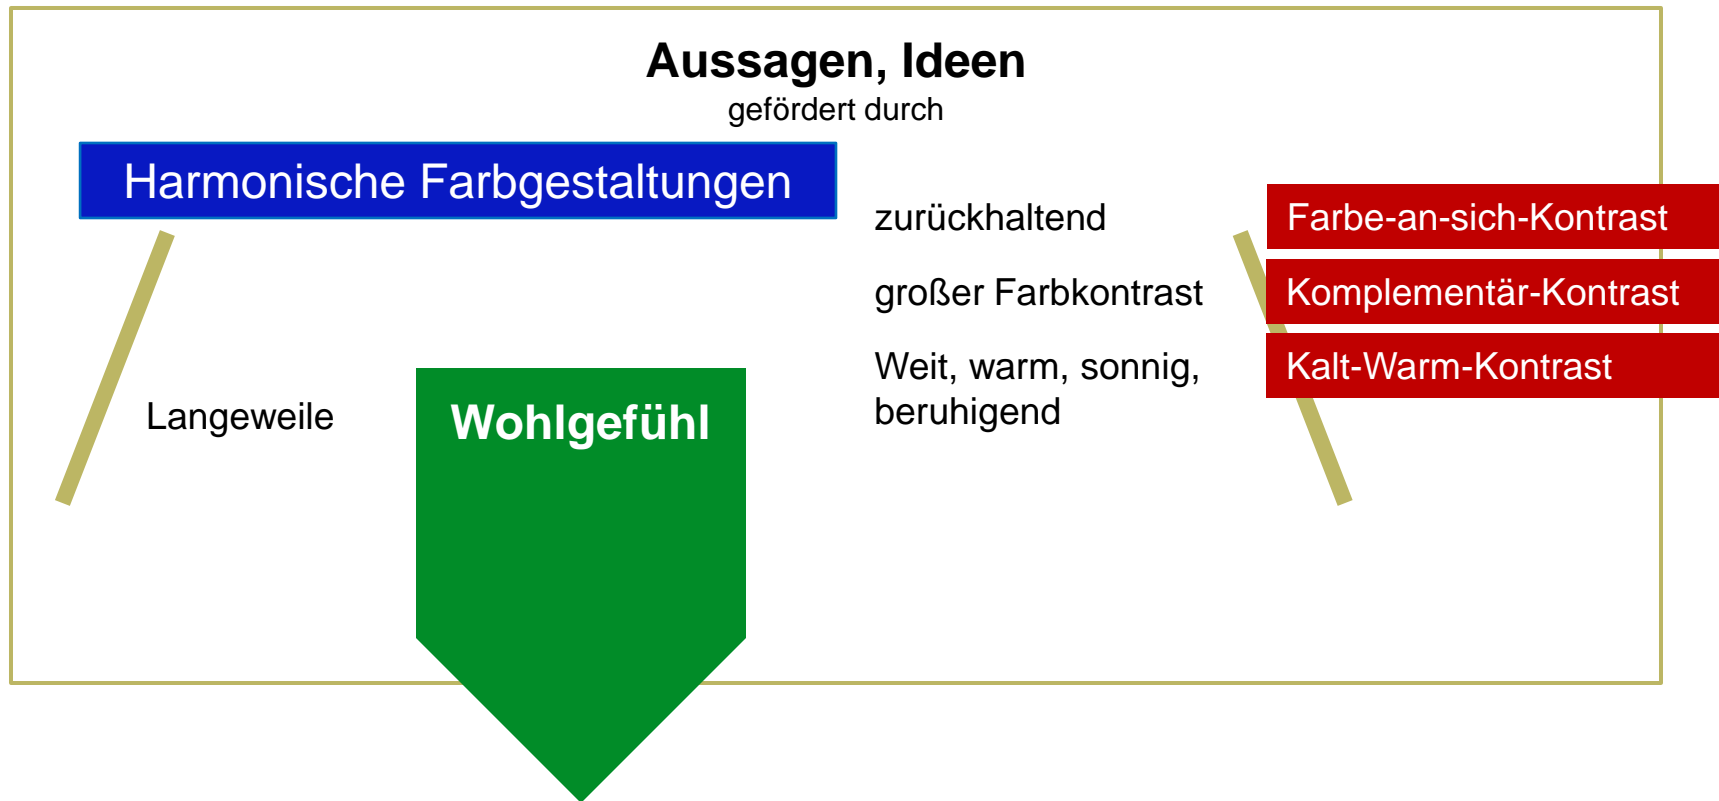 Aussagen, Ideen
gefördert durch
Harmonische Farbgestaltungen
zurückhaltend
Farbe-an-sich-Kontrast
großer Farbkontrast
Komplementär-Kontrast
Weit, warm, sonnig,
beruhigend
Kalt-Warm-Kontrast
Langeweile
Wohlgefühl